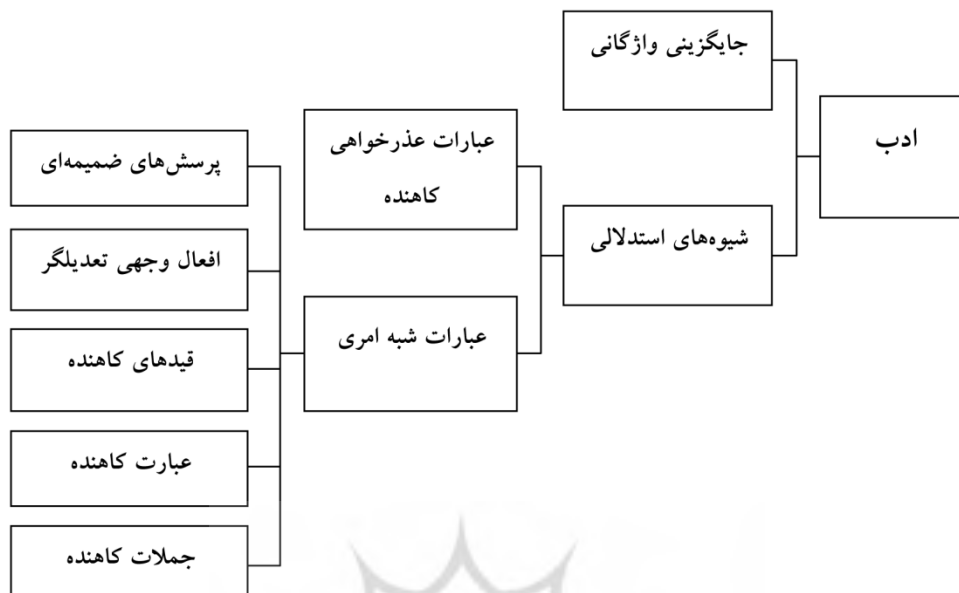 ادب
جایگزینی واژگانی
شیوه‌های استدلالی
عبارات عذرخواهی
کاهنده
عبارات شبه امری
پرسش‌های ضمیمه‌ای
افعال وجهی تعدیلگر
قیدهای کاهنده
عبارت کاهنده
جملات کاهنده